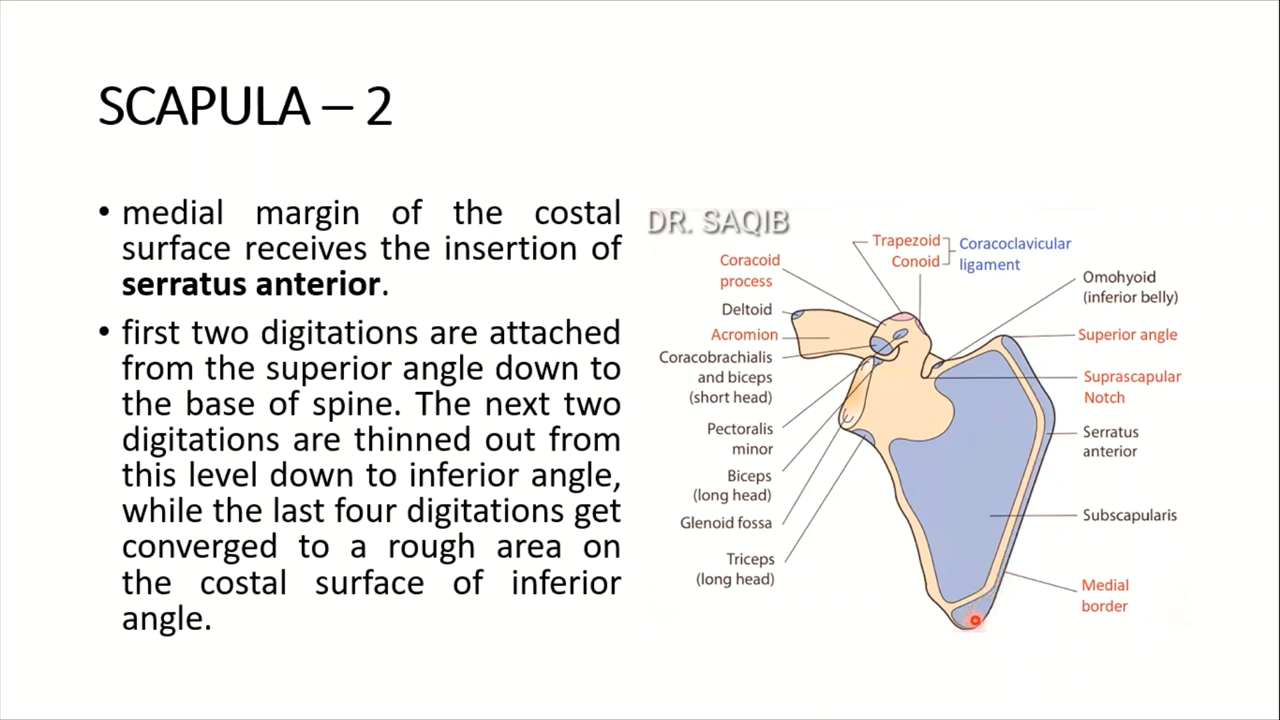 SCAPULA – 2
• medial margin of the costal
surface receives the insertion of
serratus anterior.
• first two digitations are attached
from the superior angle down to
the base of spine. The next two
digitations are thinned out from
this level down to inferior angle,
while the last four digitations get
converged to a rough area on
the costal surface of inferior
angle.
DR. SAQIB
Trapezoid
Conoid
Coracoclavicular
ligament
Coracoid
process
Deltoid
Acromion
Coracobrachialis
and biceps
(short head)
Pectoralis
minor
Biceps
(long head)
Glenoid fossa
Triceps
(long head)
Omohyoid
(inferior belly)
Superior angle
Suprascapular
Notch
Serratus
anterior
Subscapularis
Medial
border